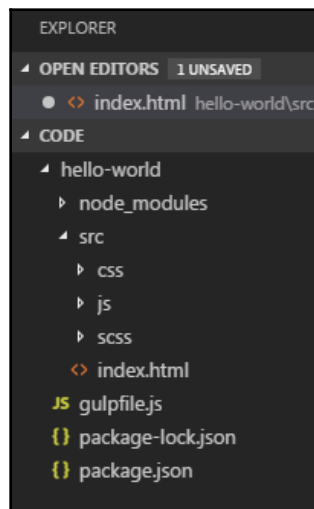 EXPLORER
OPEN EDITORS 1 UNSAVED
<> index.html hello-world\src
CODE
hello-world
node_modules
src
css
js
scss
<> index.html
JS gulpfile.js
{} package-lock.json
{} package.json